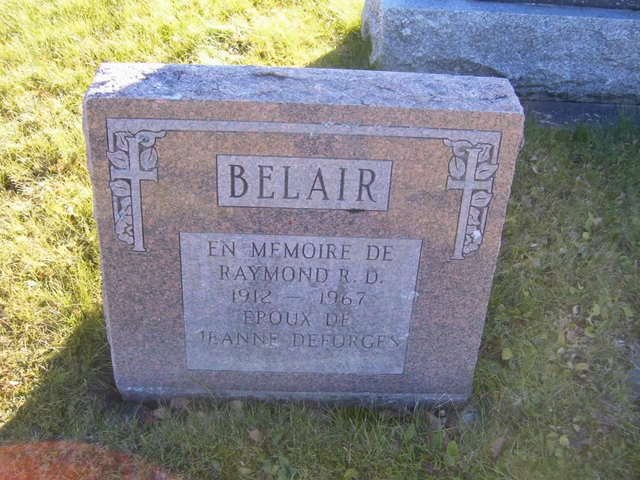 BELAIR
EN MEMOIRE DE
RAYMOND R. D.
1912 – 1967
EPOUX DE
JEANNE DEFORGES